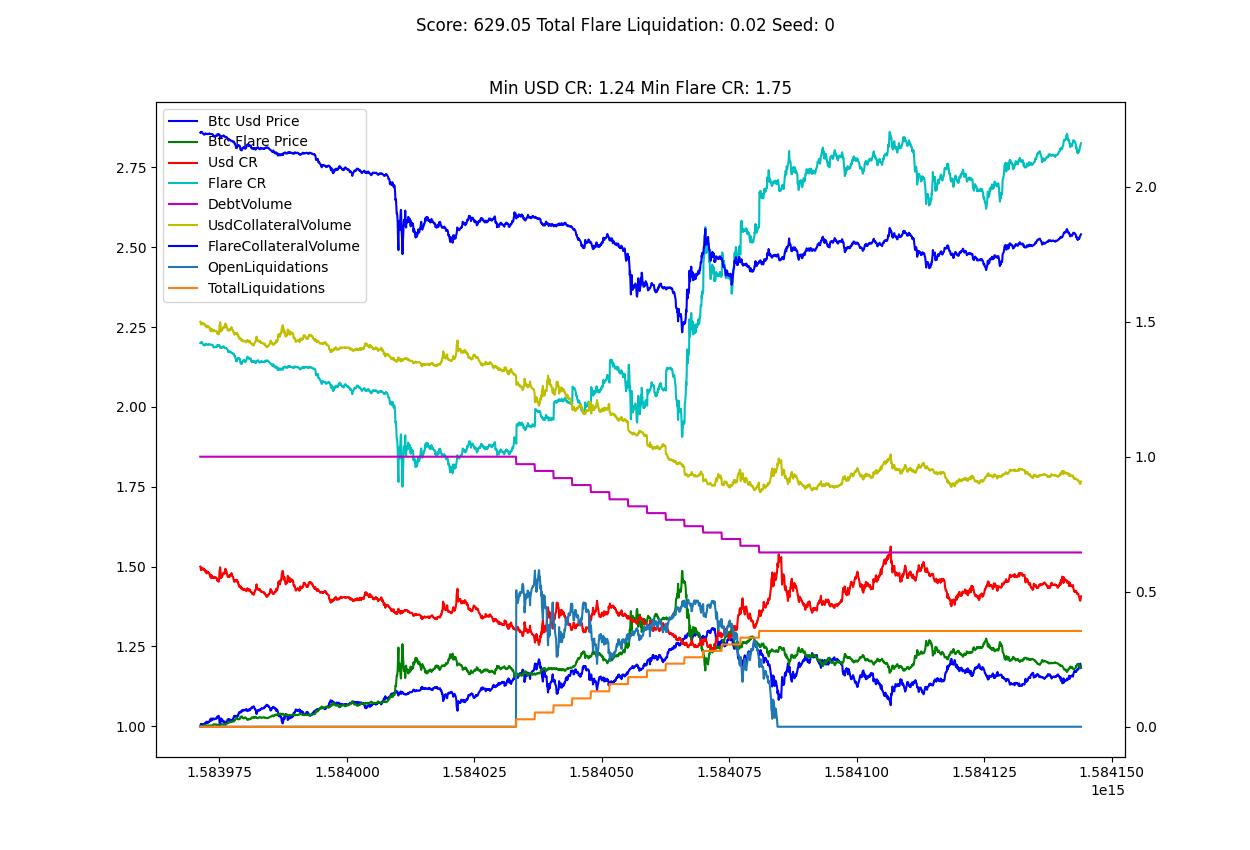 Score: 629.05 Total Flare Liquidation: 0.02 Seed: 0
Min USD CR: 1.24 Min Flare CR: 1.75
Btc Usd Price
Btc Flare Price
Usd CR
Flare CR
DebtVolume
UsdCollateralVolume
FlareCollateralVolume
OpenLiquidations
TotalLiquidations
2.75
2.50
2.25
2.00
1.75
1.50
1.25
1.00
2.0
1.5
1.0
0.5
0.0
1.583975 1.584000 1.584025 1.584050 1.584075 1.584100 1.584125 1.584150
1e15